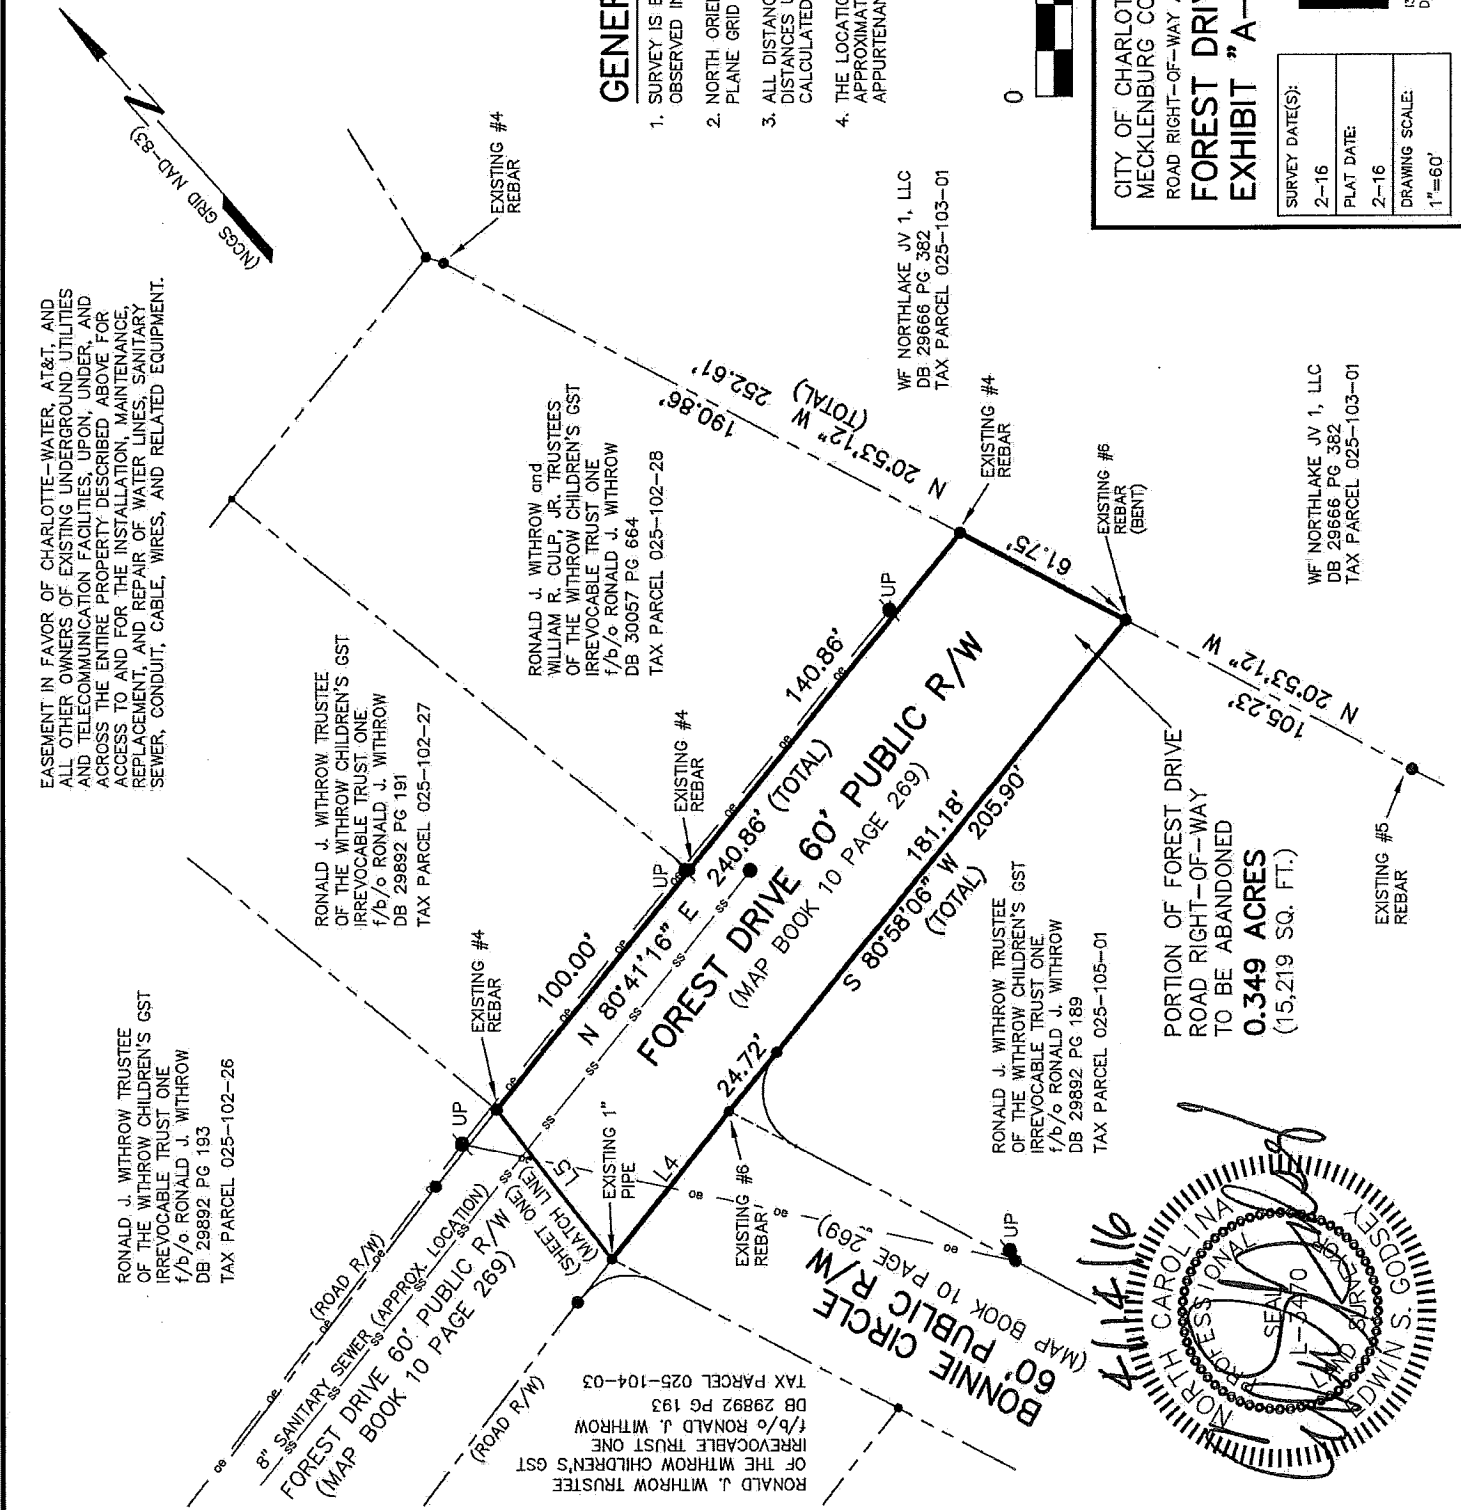 EASEMENT IN FAVOR OF CHARLOTTE-WATER, AT&T, AND
ALL OTHER OWNERS OF EXISTING UNDERGROUND UTILITIES
AND TELECOMMUNICATION FACILITIES, UPON, UNDER, AND
ACROSS THE ENTIRE PROPERTY DESCRIBED ABOVE FOR
ACCESS TO AND FOR THE INSTALLATION, MAINTENANCE,
REPLACEMENT, AND REPAIR OF WATER LINES, SANITARY
SEWER, CONDUIT, CABLE, WIRES, AND RELATED EQUIPMENT.
N
(NCGS GRID NAD-83)
RONALD J. WITHROW TRUSTEE
OF THE WITHROW CHILDREN'S GST
IRREVOCABLE TRUST ONE
f/b/o RONALD J. WITHROW
DB 29892 PG 193
TAX PARCEL 025-102-26
RONALD J. WITHROW TRUSTEE
OF THE WITHROW CHILDREN'S GST
IRREVOCABLE TRUST ONE
f/b/o RONALD J. WITHROW
DB 29892 PG 191
TAX PARCEL 025-102-27
RONALD J. WITHROW and
WILLIAM R. CULP, JR. TRUSTEES
OF THE WITHROW CHILDREN'S GST
IRREVOCABLE TRUST ONE
f/b/o RONALD J. WITHROW
DB 30057 PG 664
TAX PARCEL 025-102-28
EXISTING #4
REBAR
N 20°53'12" W 252.61'
(TOTAL)
190.86'
WF NORTHLAKE JV 1, LLC
DB 29666 PG 382
TAX PARCEL 025-103-01
EXISTING #4
REBAR
61.75'
EXISTING #6
REBAR
(BENT)
WF NORTHLAKE JV 1, LLC
DB 29666 PG 382
TAX PARCEL 025-103-01
N 20°53'12" W
105.23'
EXISTING #5
REBAR
UP
140.86'
oe
EXISTING #4
REBAR
UP
oe
100.00'
oe
N 80°41'16" E 240.86' (TOTAL)
EXISTING #4
REBAR
UP
SS
SS
SS
SS
FOREST DRIVE 60' PUBLIC R/W
(MAP BOOK 10 PAGE 269)
S 80°58'06" W 205.90'
(TOTAL)
181.18'
24.72'
PORTION OF FOREST DRIVE
ROAD RIGHT-OF-WAY
TO BE ABANDONED
0.349 ACRES
(15,219 SQ. FT.)
RONALD J. WITHROW TRUSTEE
OF THE WITHROW CHILDREN'S GST
IRREVOCABLE TRUST ONE
f/b/o RONALD J. WITHROW
DB 29892 PG 189
TAX PARCEL 025-105-01
L5
(SHEET ONE)
(MATCH LINE)
EXISTING 1"
PIPE
L4
EXISTING #6
REBAR
oe
oe
UP
(ROAD R/W)
8" SANITARY SEWER (APPROX. LOCATION)
FOREST DRIVE 60' PUBLIC R/W
(MAP BOOK 10 PAGE 269)
(ROAD R/W)
BONNIE CIRCLE
60' PUBLIC R/W
(MAP BOOK 10 PAGE 269)
RONALD J. WITHROW TRUSTEE
OF THE WITHROW CHILDREN'S GST
IRREVOCABLE TRUST ONE
f/b/o RONALD J. WITHROW
DB 29892 PG 193
TAX PARCEL 025-104-03
4/14/16
NORTH CAROLINA
PROFESSIONAL
SEAL
LAND SURVEYOR
EDWIN S. GODSEY
GENER
1. SURVEY IS B
OBSERVED IN
2. NORTH ORIE
PLANE GRID
3. ALL DISTANC
DISTANCES U
CALCULATED
4. THE LOCATIO
APPROXIMAT
APPURTENAN
0
CITY OF CHARLOT
MECKLENBURG CO
ROAD RIGHT-OF-WAY A
FOREST DRIV
EXHIBIT "A-
SURVEY DATE(S):
2-16
PLAT DATE:
2-16
DRAWING SCALE:
1"=60'